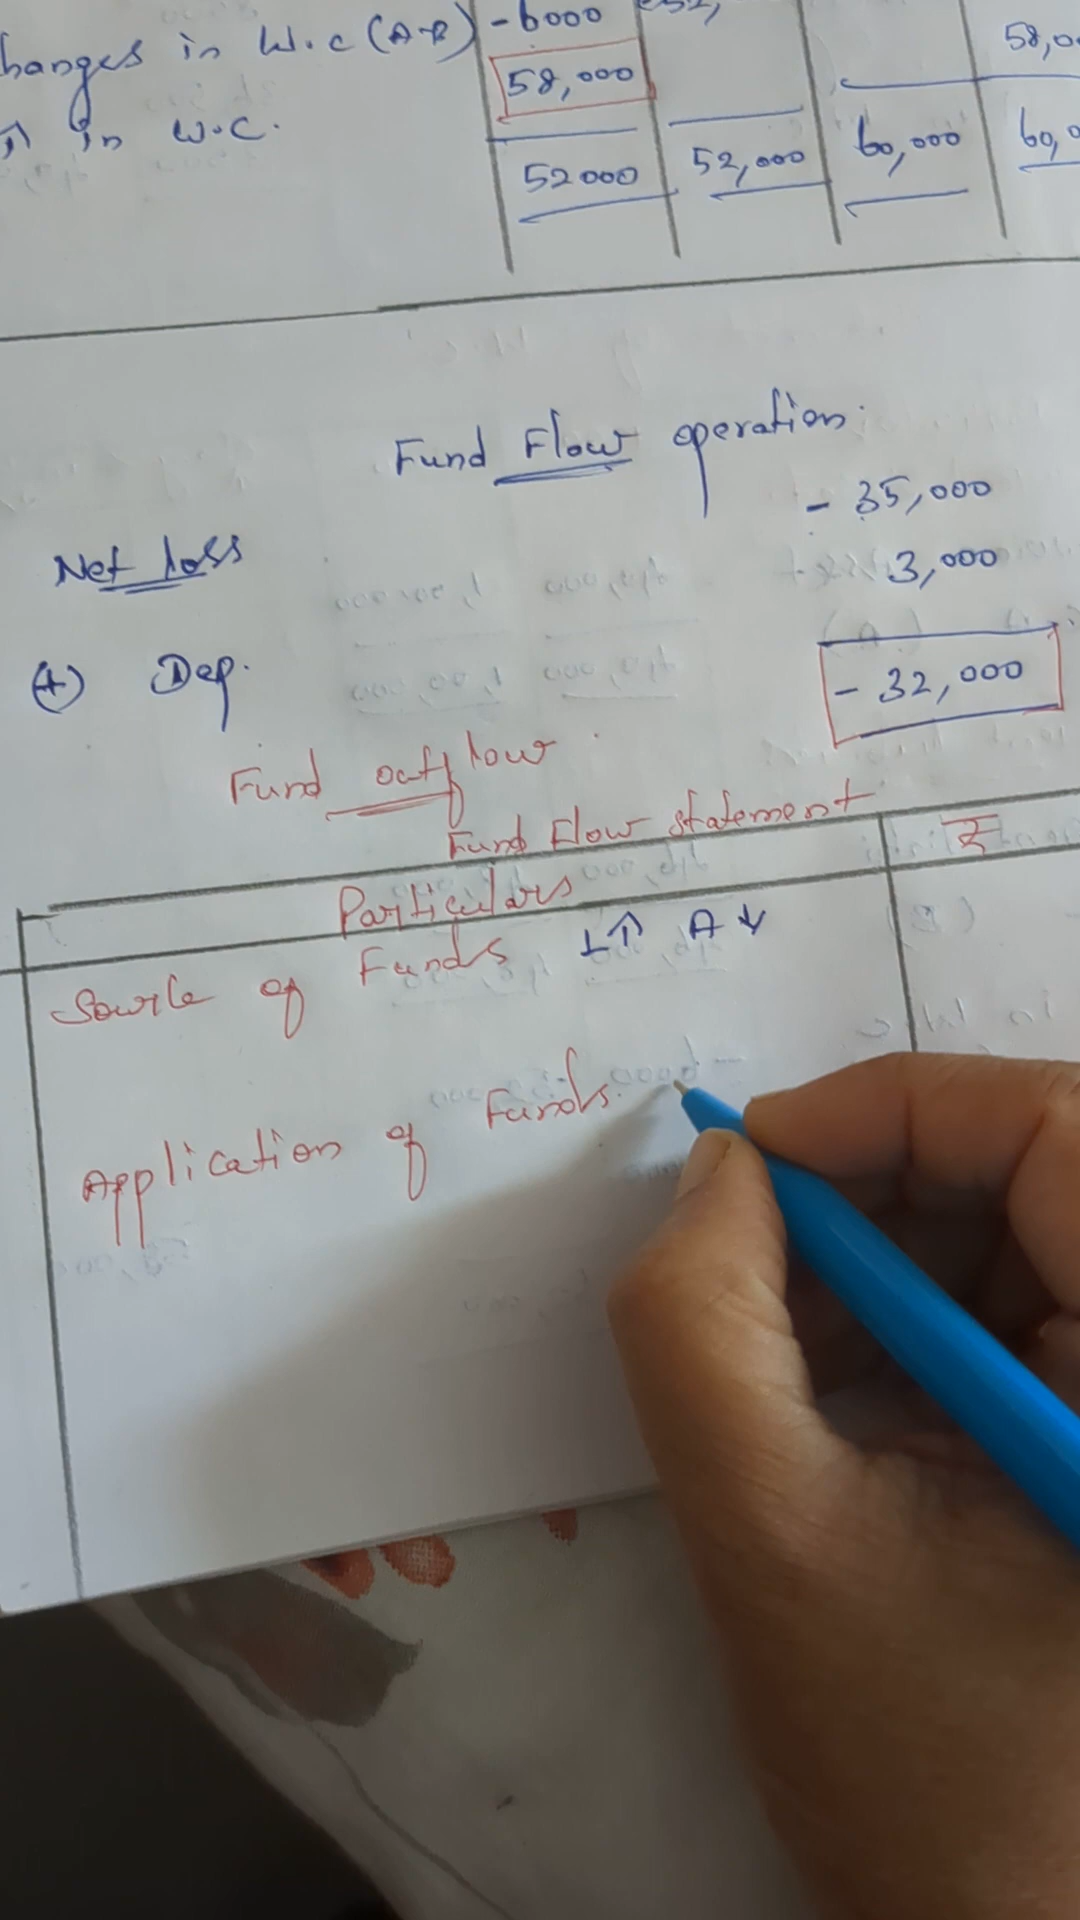 hanges in W.C (A-B) -6000
58,000 58,0
↑ in W.C.
52000 52,000 60,000 60,0
Fund Flow operation.
Net loss - 35,000
(+) Dep. 3,000
- 32,000
Fund outflow
Fund Flow statement
Particulars ₹
Source of Funds L↑ A↓
Application of Funds.